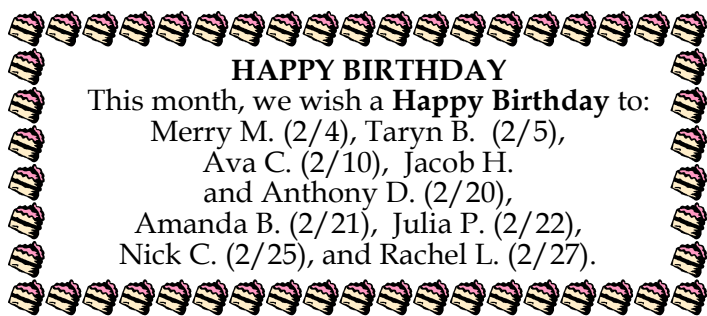 HAPPY BIRTHDAY
This month, we wish a Happy Birthday to:
Merry M. (2/4), Taryn B.  (2/5),
Ava C. (2/10),  Jacob H.
and Anthony D. (2/20),
Amanda B. (2/21),  Julia P. (2/22),
Nick C. (2/25), and Rachel L. (2/27).